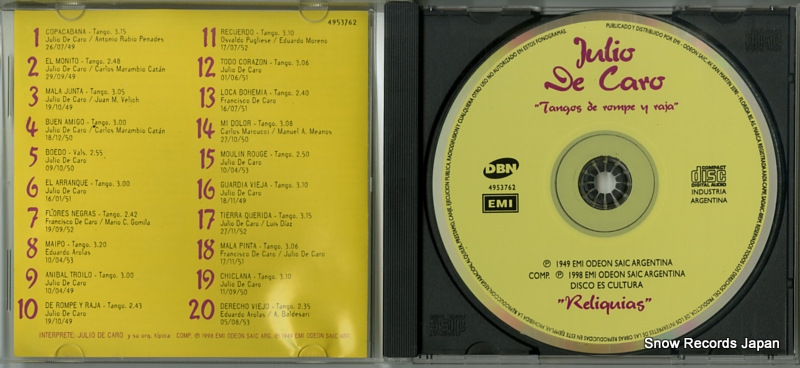 4953762
1 COPACABANA - Tango. 3.15
Julio De Caro / Antonio Rubio Penades
26/07/49
2 EL MONITO - Tango. 2.48
Julio De Caro / Carlos Marambio Catán
29/09/49
3 MALA JUNTA - Tango. 3.05
Julio De Caro / Juan M. Velich
19/10/49
4 BUEN AMIGO - Tango. 3.00
Julio De Caro / Carlos Marambio Catán
18/12/50
5 BOEDO - Vals. 2.55
Julio De Caro
09/10/50
6 EL ARRANQUE - Tango. 3.00
Julio De Caro
16/01/51
7 FLORES NEGRAS - Tango. 2.42
Francisco De Caro / Mario C. Gomila
19/09/52
8 MAIPO - Tango. 3.20
Eduardo Arolas
10/04/53
9 ANIBAL TROILO - Tango. 3.00
Julio De Caro
19/10/49
10 DE ROMPE Y RAJA - Tango. 2.43
Julio De Caro
19/10/49
11 RECUERDO - Tango. 3.10
Osvaldo Pugliese / Eduardo Moreno
17/07/52
12 TODO CORAZON - Tango. 3.06
Julio De Caro
01/06/51
13 LOCA BOHEMIA - Tango. 2.40
Francisco De Caro
16/07/51
14 MI DOLOR - Tango. 3.08
Carlos Marcucci / Manuel A. Meanos
27/10/50
15 MOULIN ROUGE - Tango. 2.50
Julio De Caro
10/04/53
16 GUARDIA VIEJA - Tango. 3.10
Julio De Caro
18/11/49
17 TIERRA QUERIDA - Tango. 3.15
Julio De Caro / Luis Díaz
27/11/52
18 MALA PINTA - Tango. 3.06
Francisco De Caro / Julio De Caro
17/11/51
19 CHICLANA - Tango. 3.10
Julio De Caro
11/09/50
20 DERECHO VIEJO - Tango. 2.35
Eduardo Arolas / A. Baldesari
05/08/53
INTERPRETE: JULIO DE CARO y su orq. típica COMP. ℗ 1998 EMI ODEON SAIC ARG. ℗ 1949 EMI ODEON SAIC ARG.
Julio
De Caro
"Tangos de rompe y raja"
DBN
4953762
EMI
COMPACT
disc
DIGITAL AUDIO
INDUSTRIA
ARGENTINA
℗ 1949 EMI ODEON SAIC ARGENTINA
COMP. ℗ 1998 EMI ODEON SAIC ARGENTINA
DISCO ES CULTURA
"Reliquias"
Snow Records Japan